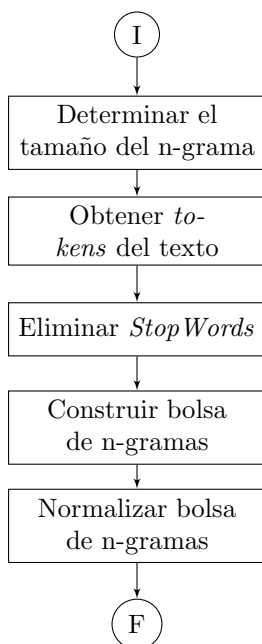 I
Determinar el
tamaño del n-grama
Obtener to-
kens del texto
Eliminar StopWords
Construir bolsa
de n-gramas
Normalizar bolsa
de n-gramas
F